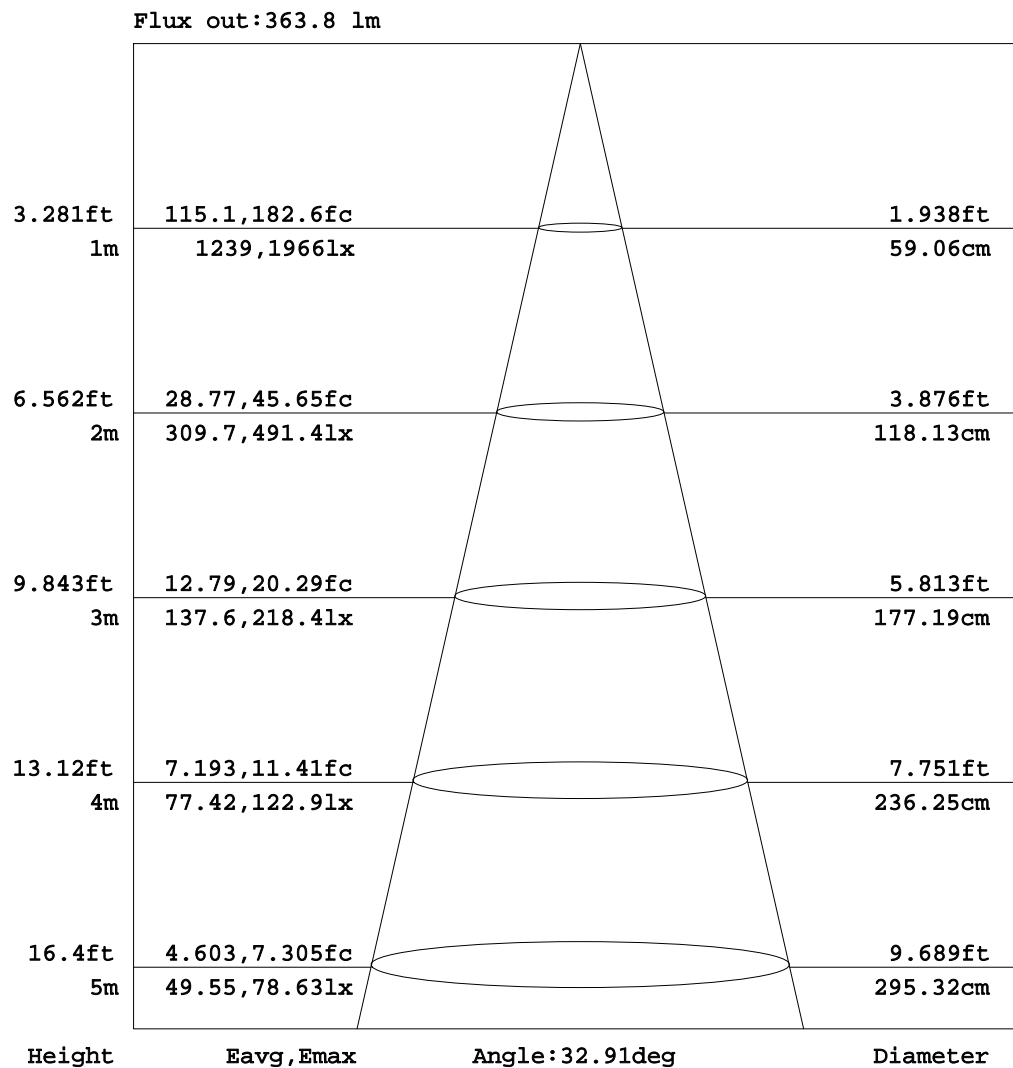 Flux out:363.8 lm
3.281ft 115.1,182.6fc 1.938ft
1m 1239,1966lx 59.06cm
6.562ft 28.77,45.65fc 3.876ft
2m 309.7,491.4lx 118.13cm
9.843ft 12.79,20.29fc 5.813ft
3m 137.6,218.4lx 177.19cm
13.12ft 7.193,11.41fc 7.751ft
4m 77.42,122.9lx 236.25cm
16.4ft 4.603,7.305fc 9.689ft
5m 49.55,78.63lx 295.32cm
Height Eavg,Emax Angle:32.91deg Diameter